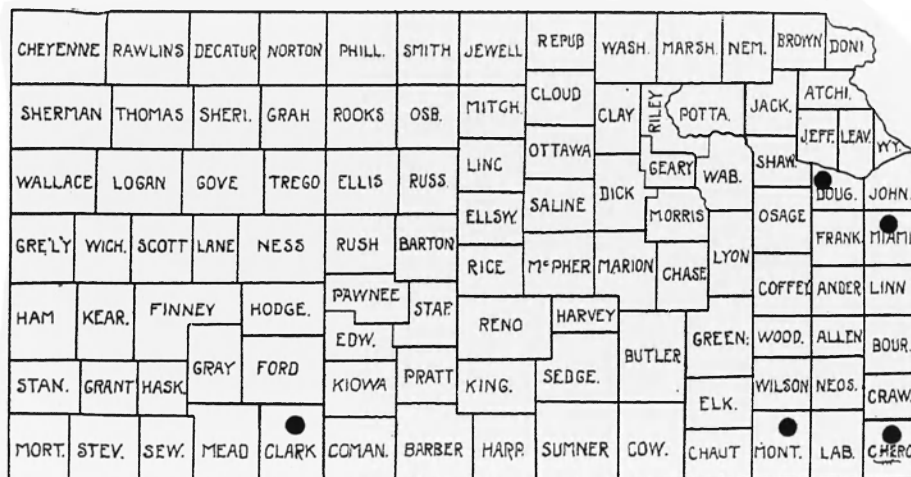 CHEYENNE RAWLINS DECATUR NORTON PHILL. SMITH JEWELL REPUB WASH. MARSH. NEM. BROWN DONI.
SHERMAN THOMAS SHERI. GRAH ROOKS OSB. MITCH. CLOUD CLAY RILEY POTTA. JACK. ATCHI.
JEFF. LEAV. WY.
WALLACE LOGAN GOVE TREGO ELLIS RUSS. LINC OTTAWA DICK GEARY WAB. SHAW. DOUG. JOHN.
ELLSW. SALINE MORRIS OSAGE
GRE'LY WICH. SCOTT LANE NESS RUSH BARTON RICE McPHER MARION CHASE LYON FRANK. MIAMI
HAM KEAR. FINNEY HODGE. PAWNEE STAF. RENO HARVEY COFFEY ANDER LINN
EDW. GREEN. WOOD. ALLEN BOUR.
GRAY FORD BUTLER
STAN. GRANT HASK. KIOWA PRATT KING. SEDGE. ELK. WILSON NEOS. CRAW.
MORT. STEV. SEW. MEAD CLARK COMAN. BARBER HARP. SUMNER COW. CHAUT MONT. LAB. CHERO